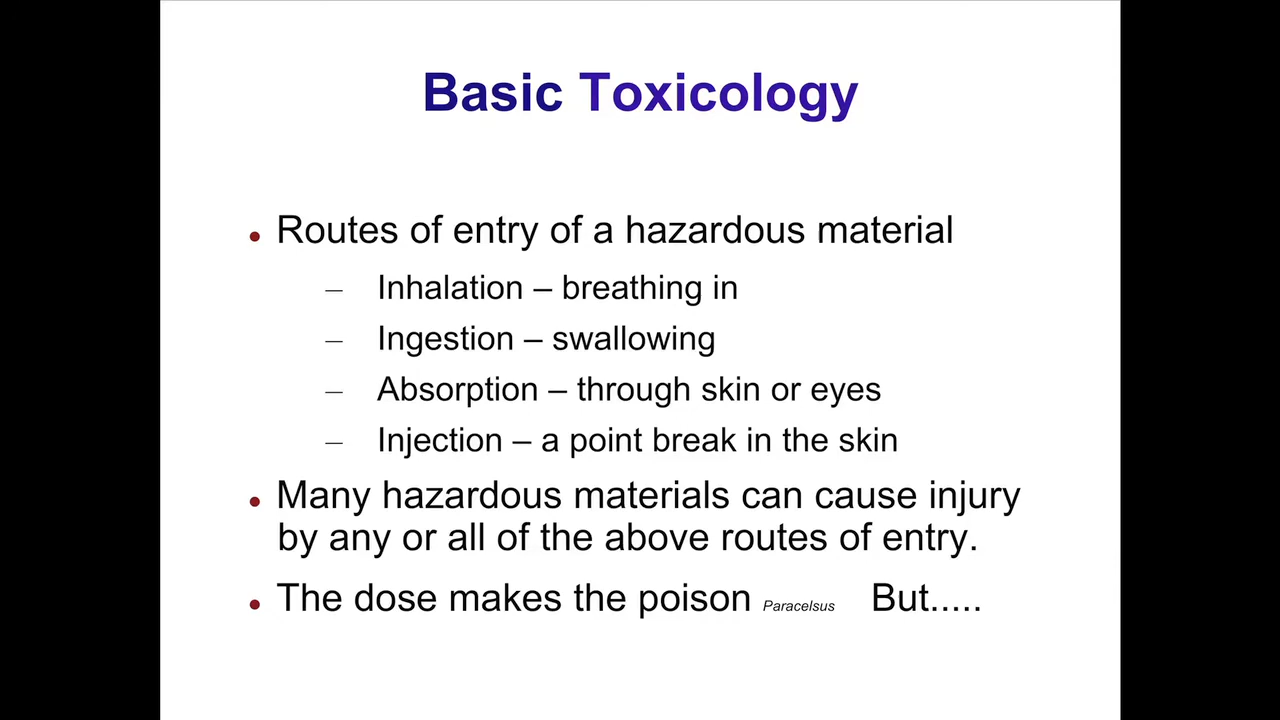 Basic Toxicology
• Routes of entry of a hazardous material
– Inhalation – breathing in
– Ingestion – swallowing
– Absorption – through skin or eyes
– Injection – a point break in the skin
• Many hazardous materials can cause injury
by any or all of the above routes of entry.
• The dose makes the poison Paracelsus But.....